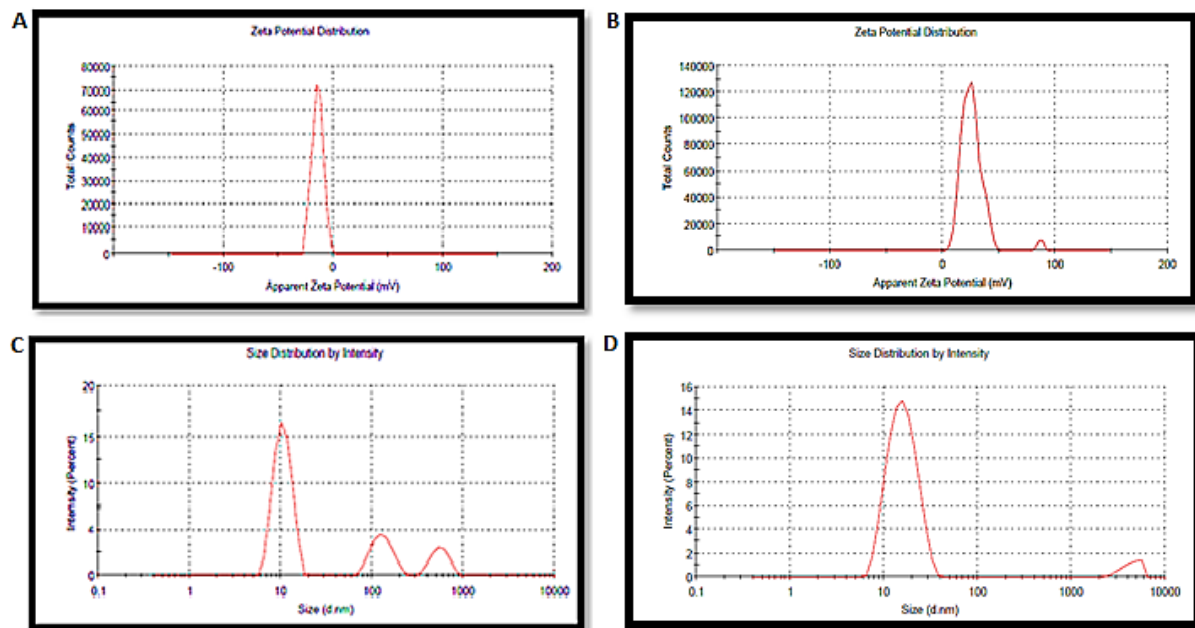 A
Zeta Potential Distribution
80000
70000
60000
50000
40000
30000
20000
10000
0
Total Counts
-100 0 100 200
Apparent Zeta Potential (mV)
B
Zeta Potential Distribution
140000
120000
100000
80000
60000
40000
20000
0
Total Counts
-100 0 100 200
Apparent Zeta Potential (mV)
C
Size Distribution by Intensity
20
15
10
0
Intensity (Percent)
0.1 1 10 100 1000 10000
Size (d.nm)
D
Size Distribution by Intensity
16
14
12
10
8
6
4
2
0
Intensity (Percent)
0.1 1 10 100 1000 10000
Size (d.nm)